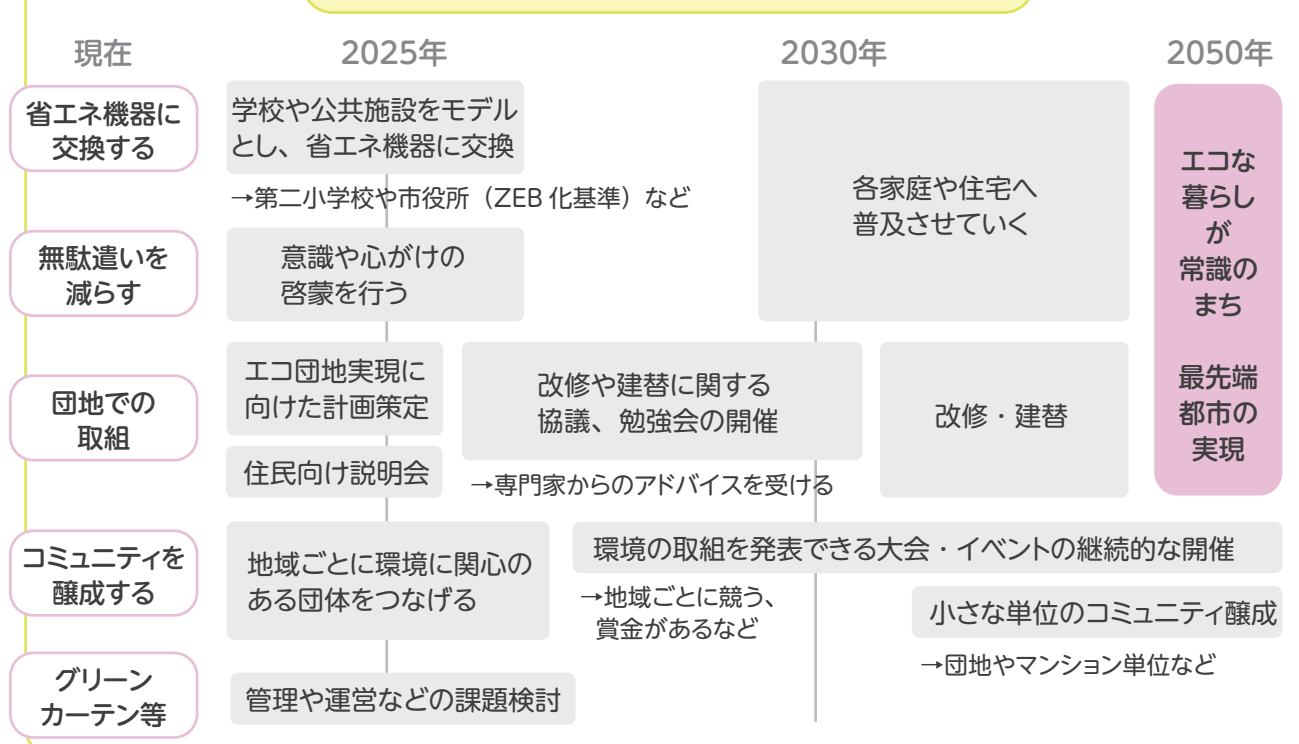 現在
2025年
2030年
2050年
省エネ機器に
交換する
学校や公共施設をモデル
とし、省エネ機器に交換
→第二小学校や市役所（ZEB 化基準）など
無駄遣いを
減らす
意識や心がけの
啓蒙を行う
各家庭や住宅へ
普及させていく
団地での
取組
エコ団地実現に
向けた計画策定
住民向け説明会
改修や建替に関する
協議、勉強会の開催
→専門家からのアドバイスを受ける
改修・建替
エコな
暮らし
が
常識の
まち
最先端
都市の
実現
コミュニティを
醸成する
地域ごとに環境に関心の
ある団体をつなげる
環境の取組を発表できる大会・イベントの継続的な開催
→地域ごとに競う、
賞金があるなど
小さな単位のコミュニティ醸成
→団地やマンション単位など
グリーン
カーテン等
管理や運営などの課題検討